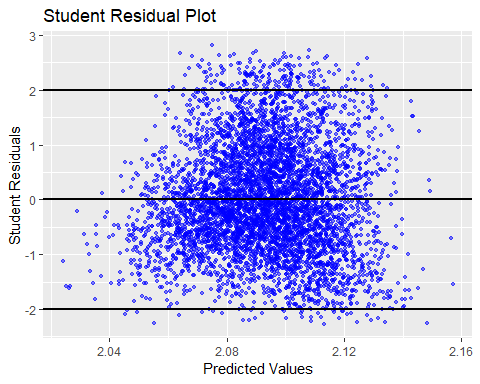 Student Residual Plot
3
2
1
0
-1
-2
Student Residuals
2.04 2.08 2.12 2.16
Predicted Values